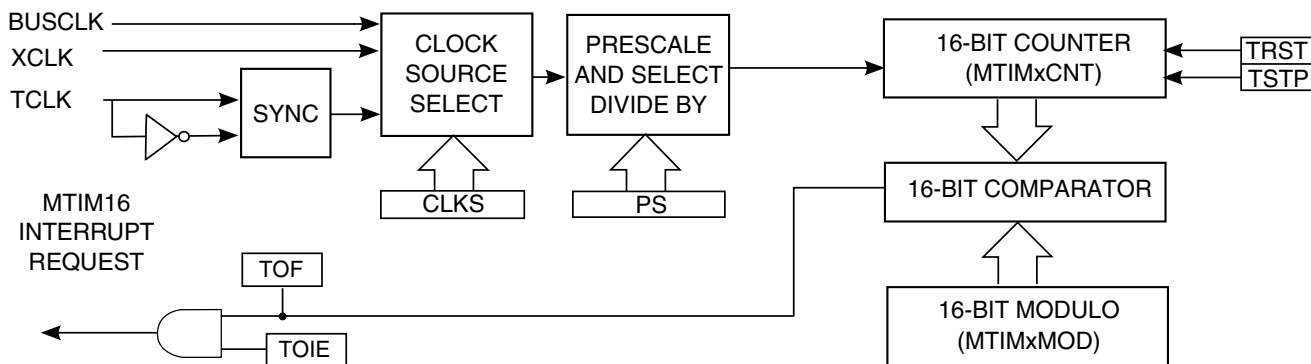 BUSCLK
XCLK
TCLK
SYNC
CLOCK
SOURCE
SELECT
CLKS
PRESCALE
AND SELECT
DIVIDE BY
PS
16-BIT COUNTER
(MTIMxCNT)
TRST
TSTP
16-BIT COMPARATOR
16-BIT MODULO
(MTIMxMOD)
MTIM16
INTERRUPT
REQUEST
TOF
TOIE